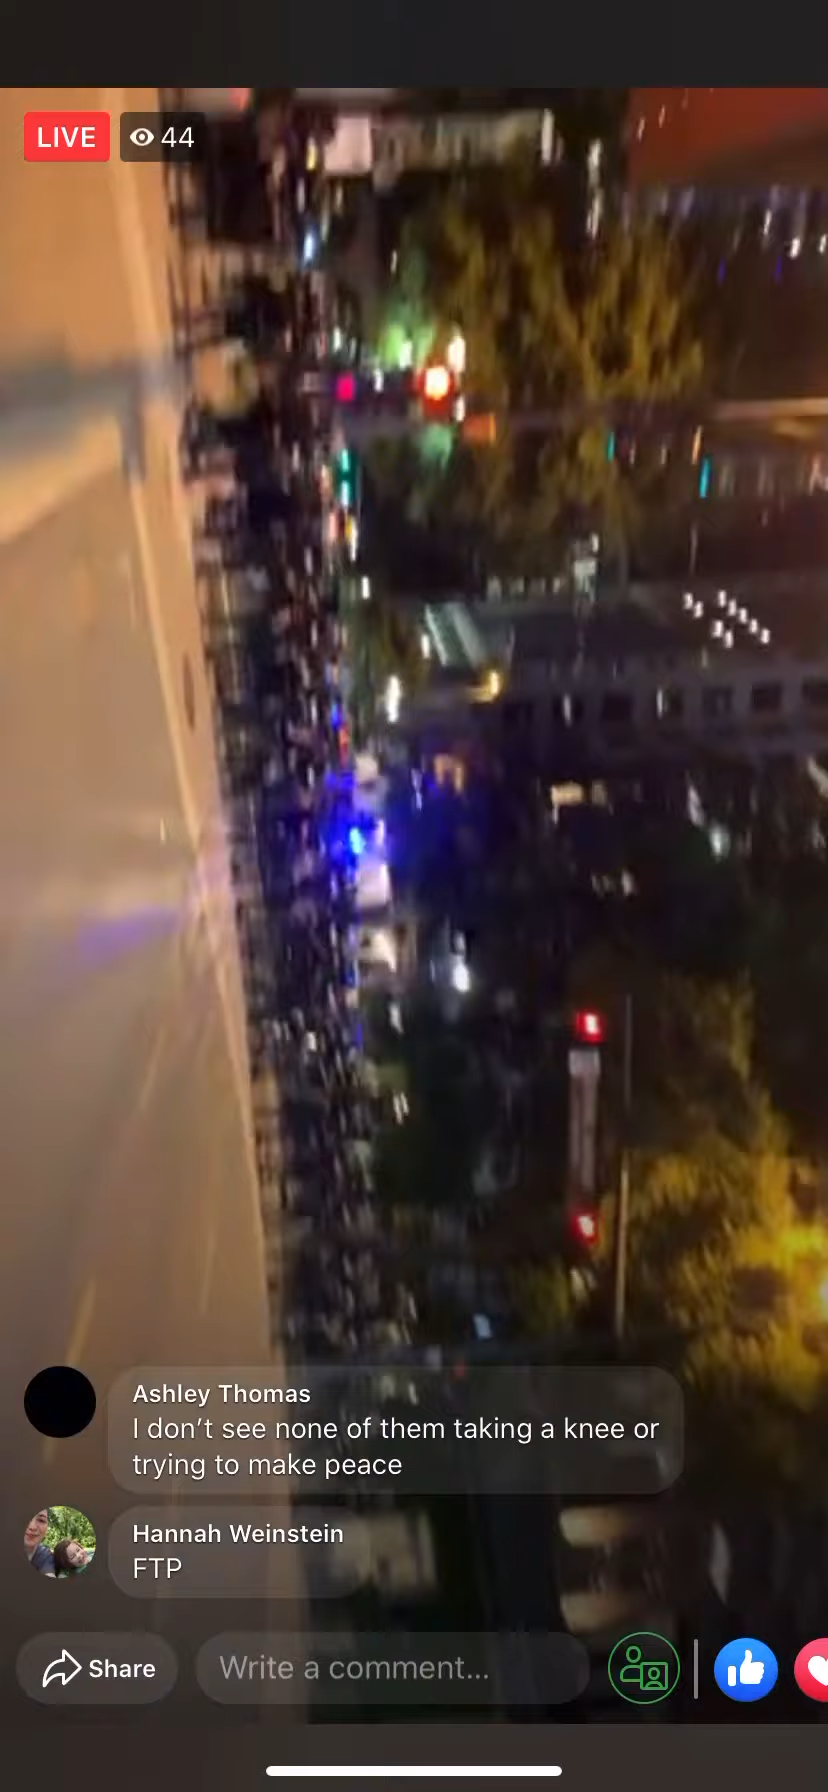 LIVE 44
Ashley Thomas
I don't see none of them taking a knee or
trying to make peace
Hannah Weinstein
FTP
Share Write a comment...